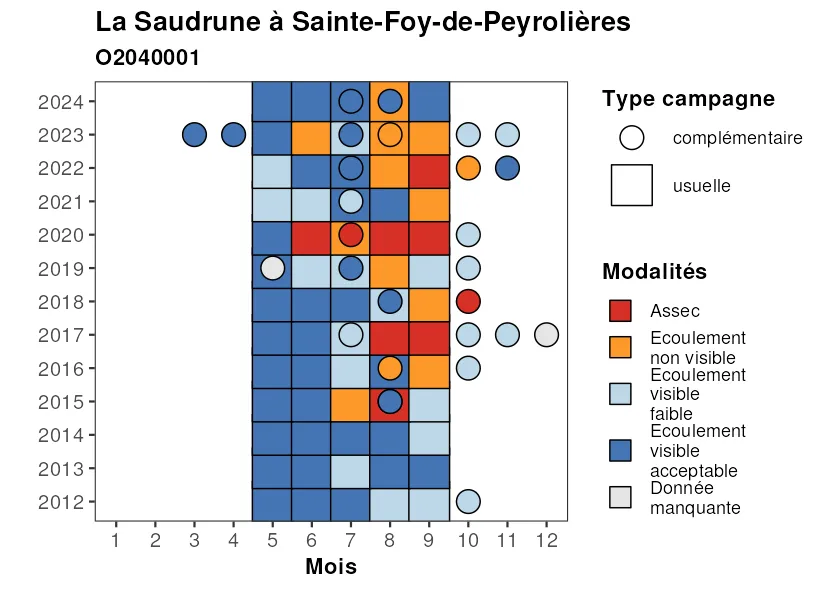 La Saudrune à Sainte-Foy-de-Peyrolières
O2040001
2024
2023
2022
2021
2020
2019
2018
2017
2016
2015
2014
2013
2012
1 2 3 4 5 6 7 8 9 10 11 12
Mois
Type campagne
complémentaire
usuelle
Modalités
Assec
Ecoulement
non visible
Ecoulement
visible
faible
Ecoulement
visible
acceptable
Donnée
manquante